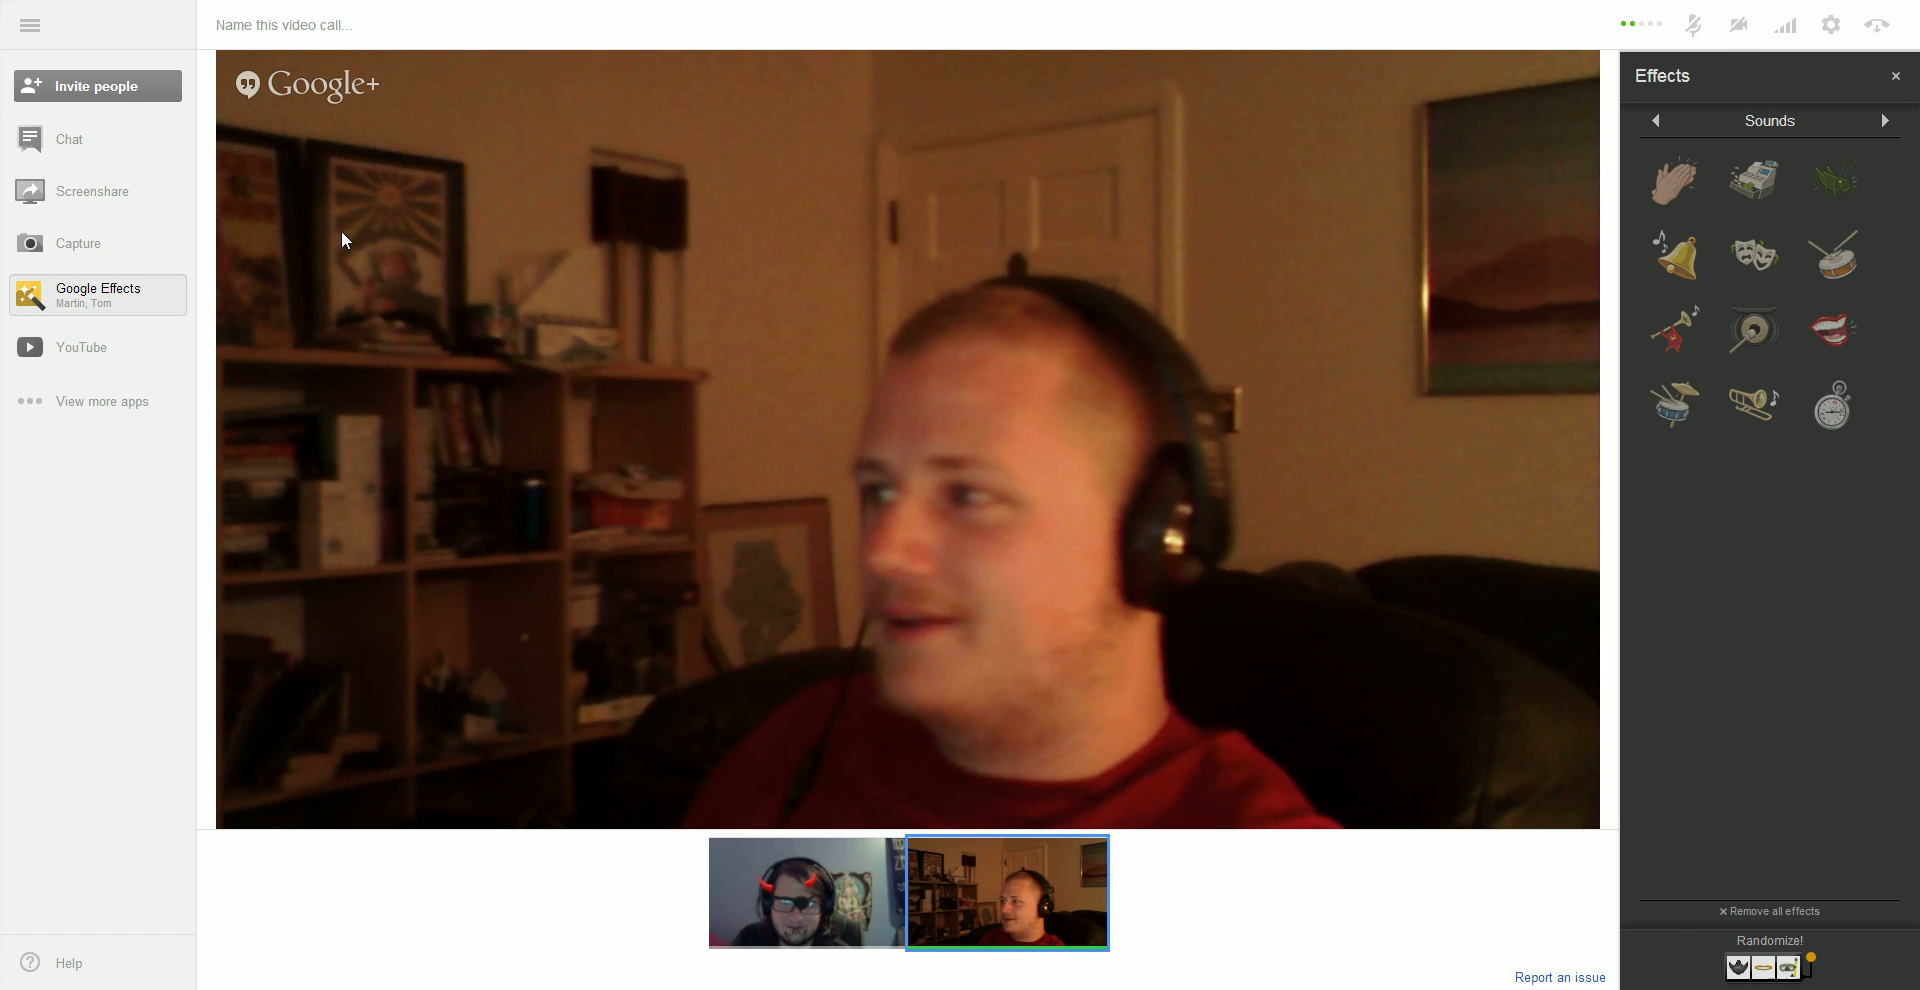 Name this video call...
Invite people
Chat
Screenshare
Capture
Google Effects
Martin, Tom
YouTube
View more apps
Help
Google+
Report an issue
Effects
×
Sounds
× Remove all effects
Randomize!